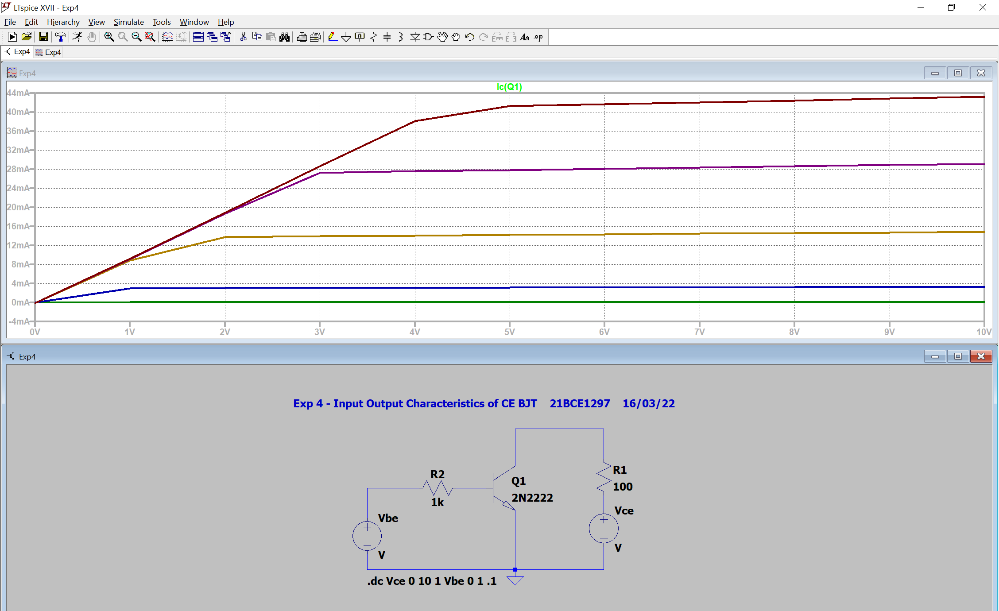 LTspice XVII - Exp4
File Edit Hierarchy View Simulate Tools Window Help
Exp4 Exp4
Exp4
Ic(Q1)
44mA
40mA
36mA
32mA
28mA
24mA
20mA
16mA
12mA
8mA
4mA
0mA
-4mA
0V 1V 2V 3V 4V 5V 6V 7V 8V 9V 10V
Exp4
Exp 4 - Input Output Characteristics of CE BJT 21BCE1297 16/03/22
R2
1k
Q1
2N2222
R1
100
Vbe
V
Vce
V
.dc Vce 0 10 1 Vbe 0 1 .1